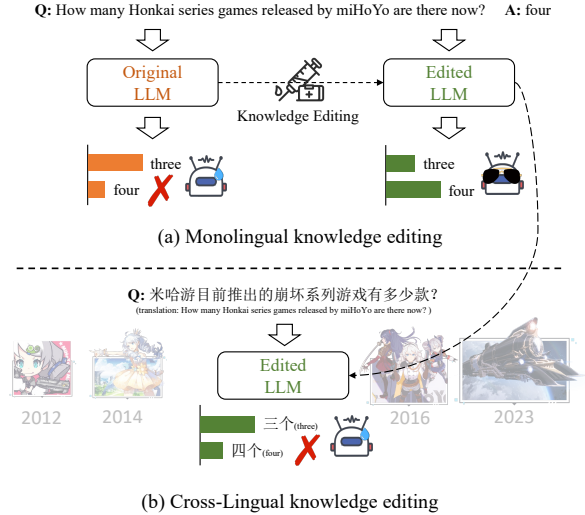 Q: How many Honkai series games released by miHoYo are there now? A: four
Original
LLM
Edited
LLM
Knowledge Editing
three
four
three
four
(a) Monolingual knowledge editing
Q: 米哈游目前推出的崩坏系列游戏有多少款?
(translation: How many Honkai series games released by miHoYo are there now? )
Edited
LLM
2012
2014
2016
2023
三个(three)
四个(four)
(b) Cross-Lingual knowledge editing